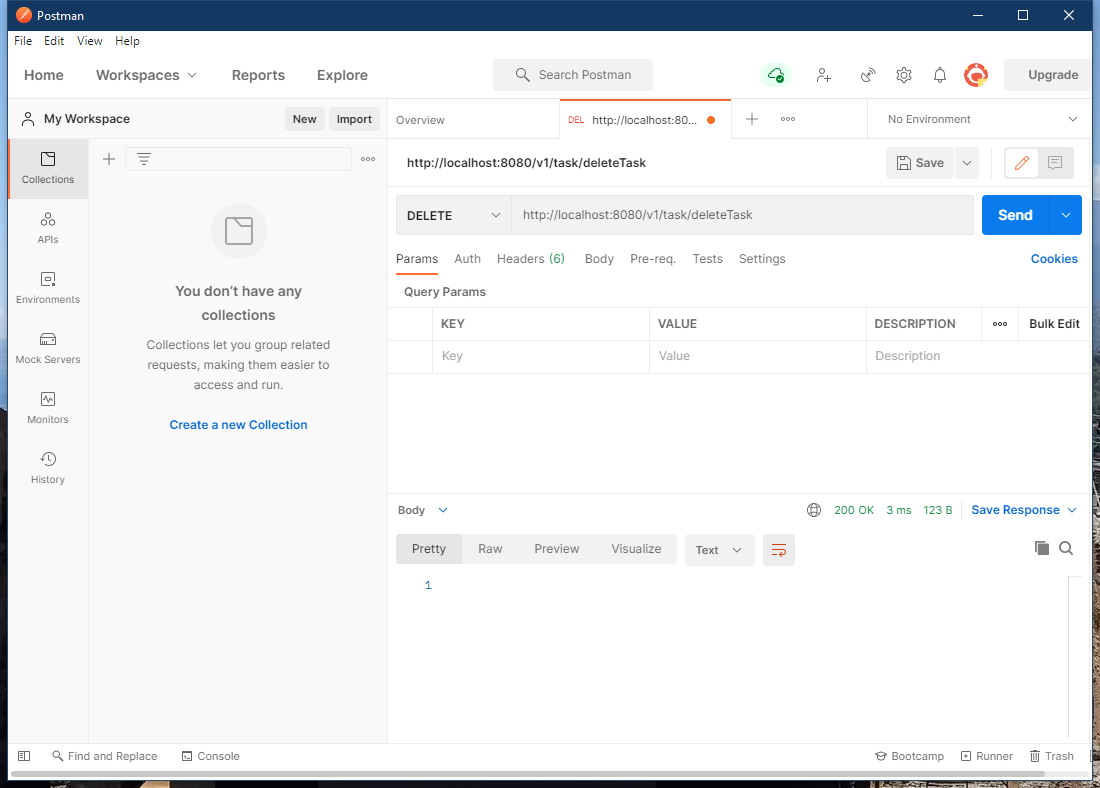 Postman
File Edit View Help
Home Workspaces Reports Explore Search Postman Upgrade
My Workspace New Import Overview DEL http://localhost:80... No Environment
Collections
APIs
Environments
Mock Servers
Monitors
History
You don’t have any
collections
Collections let you group related
requests, making them easier to
access and run.
Create a new Collection
http://localhost:8080/v1/task/deleteTask Save
DELETE http://localhost:8080/v1/task/deleteTask Send
Params Auth Headers (6) Body Pre-req. Tests Settings Cookies
Query Params
KEY VALUE DESCRIPTION Bulk Edit
Key Value Description
Body 200 OK 3 ms 123 B Save Response
Pretty Raw Preview Visualize Text
1
Find and Replace Console Bootcamp Runner Trash